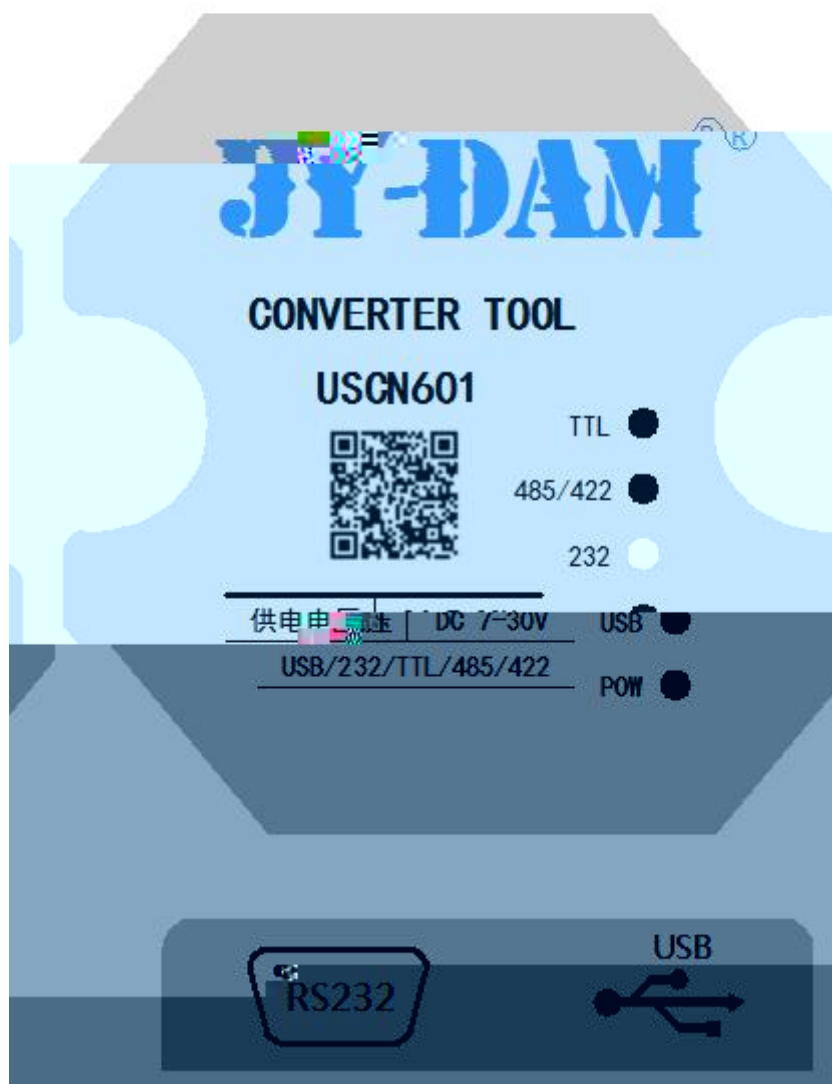 JY-DAM®
CONVERTER TOOL
USCN601
TTL
485/422
232
供电电压 DC 7-30V
USB
USB/232/TTL/485/422
POW
USB
RS232